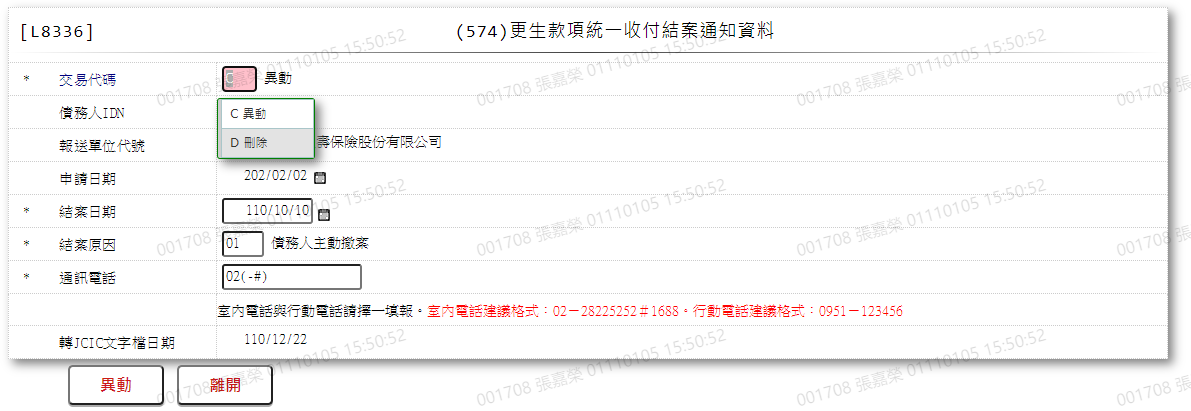 [L8336]
(574)更生款項統一收付結案通知資料
* 交易代碼 C 異動
債務人IDN C 異動
報送單位代號 D 刪除 壽保險股份有限公司
申請日期 202/02/02
* 結案日期 110/10/10
* 結案原因 01 債務人主動撤案
* 通訊電話 02(-#)
室內電話與行動電話請擇一填報。室內電話建議格式：02－28225252＃1688。行動電話建議格式：0951－123456
轉JCIC文字檔日期 110/12/22
異動 離開
001708 張嘉榮 01110105 15:50:52